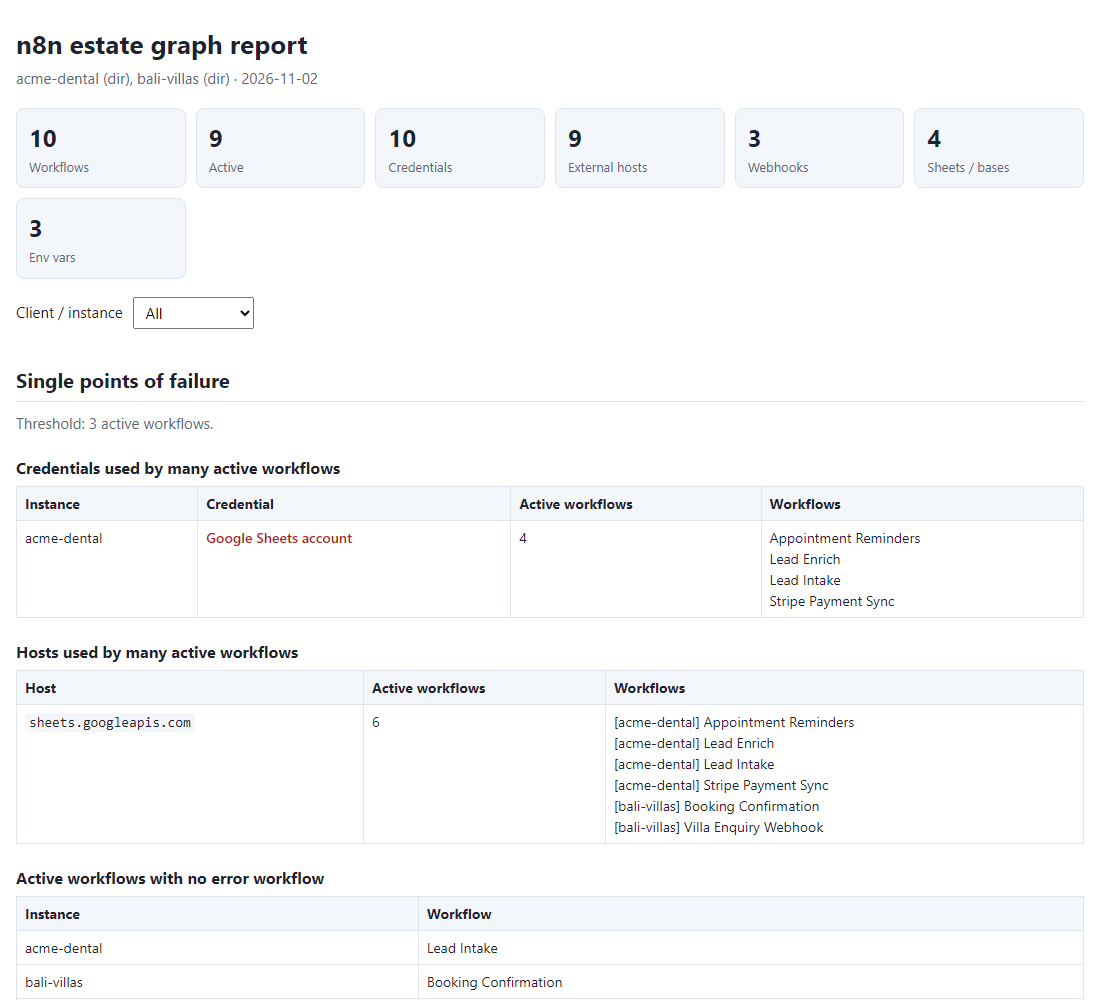 n8n estate graph report
acme-dental (dir), bali-villas (dir) · 2026-11-02
10
Workflows
9
Active
10
Credentials
9
External hosts
3
Webhooks
4
Sheets / bases
3
Env vars
Client / instance All
Single points of failure
Threshold: 3 active workflows.
Credentials used by many active workflows
Instance Credential Active workflows Workflows
acme-dental Google Sheets account 4 Appointment Reminders
Lead Enrich
Lead Intake
Stripe Payment Sync
Hosts used by many active workflows
Host Active workflows Workflows
sheets.googleapis.com 6 [acme-dental] Appointment Reminders
[acme-dental] Lead Enrich
[acme-dental] Lead Intake
[acme-dental] Stripe Payment Sync
[bali-villas] Booking Confirmation
[bali-villas] Villa Enquiry Webhook
Active workflows with no error workflow
Instance Workflow
acme-dental Lead Intake
bali-villas Booking Confirmation